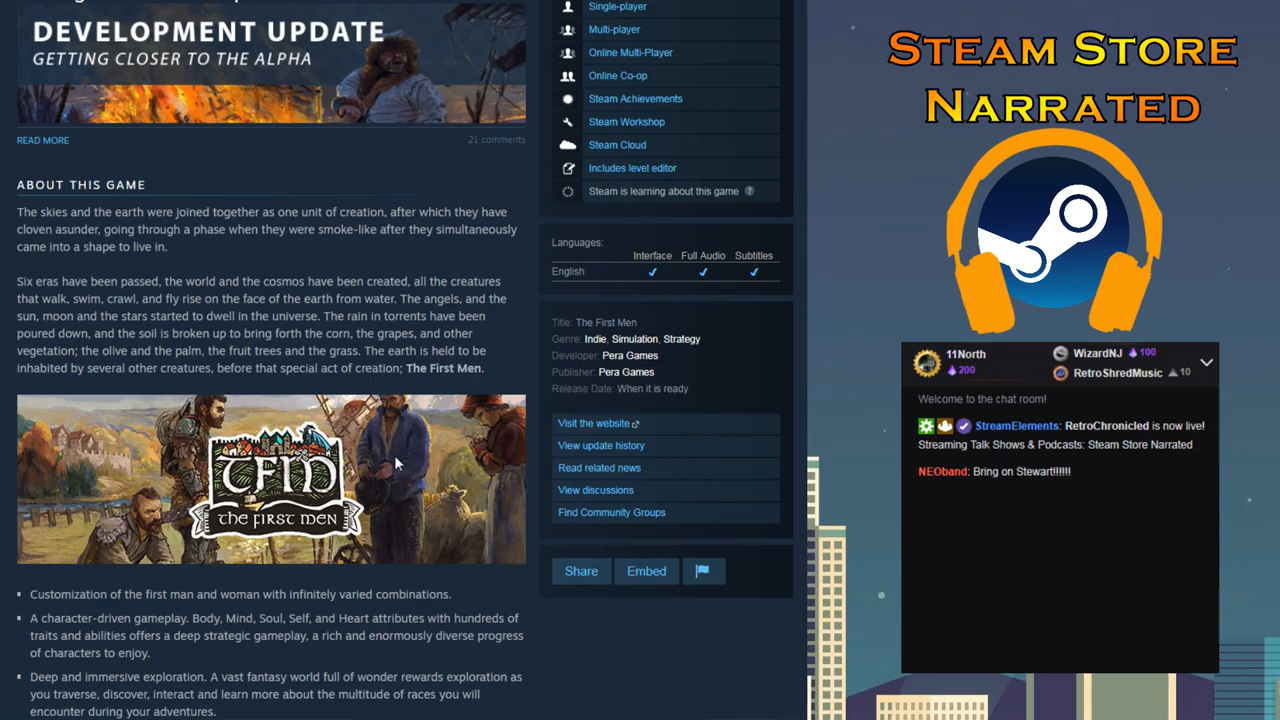 DEVELOPMENT UPDATE
GETTING CLOSER TO THE ALPHA
READ MORE
21 comments
ABOUT THIS GAME
The skies and the earth were joined together as one unit of creation, after which they have
cloven asunder, going through a phase when they were smoke-like after they simultaneously
came into a shape to live in.
Six eras have been passed, the world and the cosmos have been created, all the creatures
that walk, swim, crawl, and fly rise on the face of the earth from water. The angels, and the
sun, moon and the stars started to dwell in the universe. The rain in torrents have been
poured down, and the soil is broken up to bring forth the corn, the grapes, and other
vegetation; the olive and the palm, the fruit trees and the grass. The earth is held to be
inhabited by several other creatures, before that special act of creation; The First Men.
TFM
THE FIRST MEN
Customization of the first man and woman with infinitely varied combinations.
A character-driven gameplay. Body, Mind, Soul, Self, and Heart attributes with hundreds of
traits and abilities offers a deep strategic gameplay, a rich and enormously diverse progress
of characters to enjoy.
Deep and immersive exploration. A vast fantasy world full of wonder rewards exploration as
you traverse, discover, interact and learn more about the multitude of races you will
encounter during your adventures.
Single-player
Multi-player
Online Multi-Player
Online Co-op
Steam Achievements
Steam Workshop
Steam Cloud
Includes level editor
Steam is learning about this game ?
Languages:
Interface Full Audio Subtitles
English ✔ ✔ ✔
Title: The First Men
Genre: Indie, Simulation, Strategy
Developer: Pera Games
Publisher: Pera Games
Release Date: When it is ready
Visit the website
View update history
Read related news
View discussions
Find Community Groups
Share Embed
STEAM STORE
NARRATED
11North
200
WizardNJ 100
RetroShredMusic 10
Welcome to the chat room!
StreamElements: RetroChronicled is now live!
Streaming Talk Shows & Podcasts: Steam Store Narrated
NEOband: Bring on Stewart!!!!!!